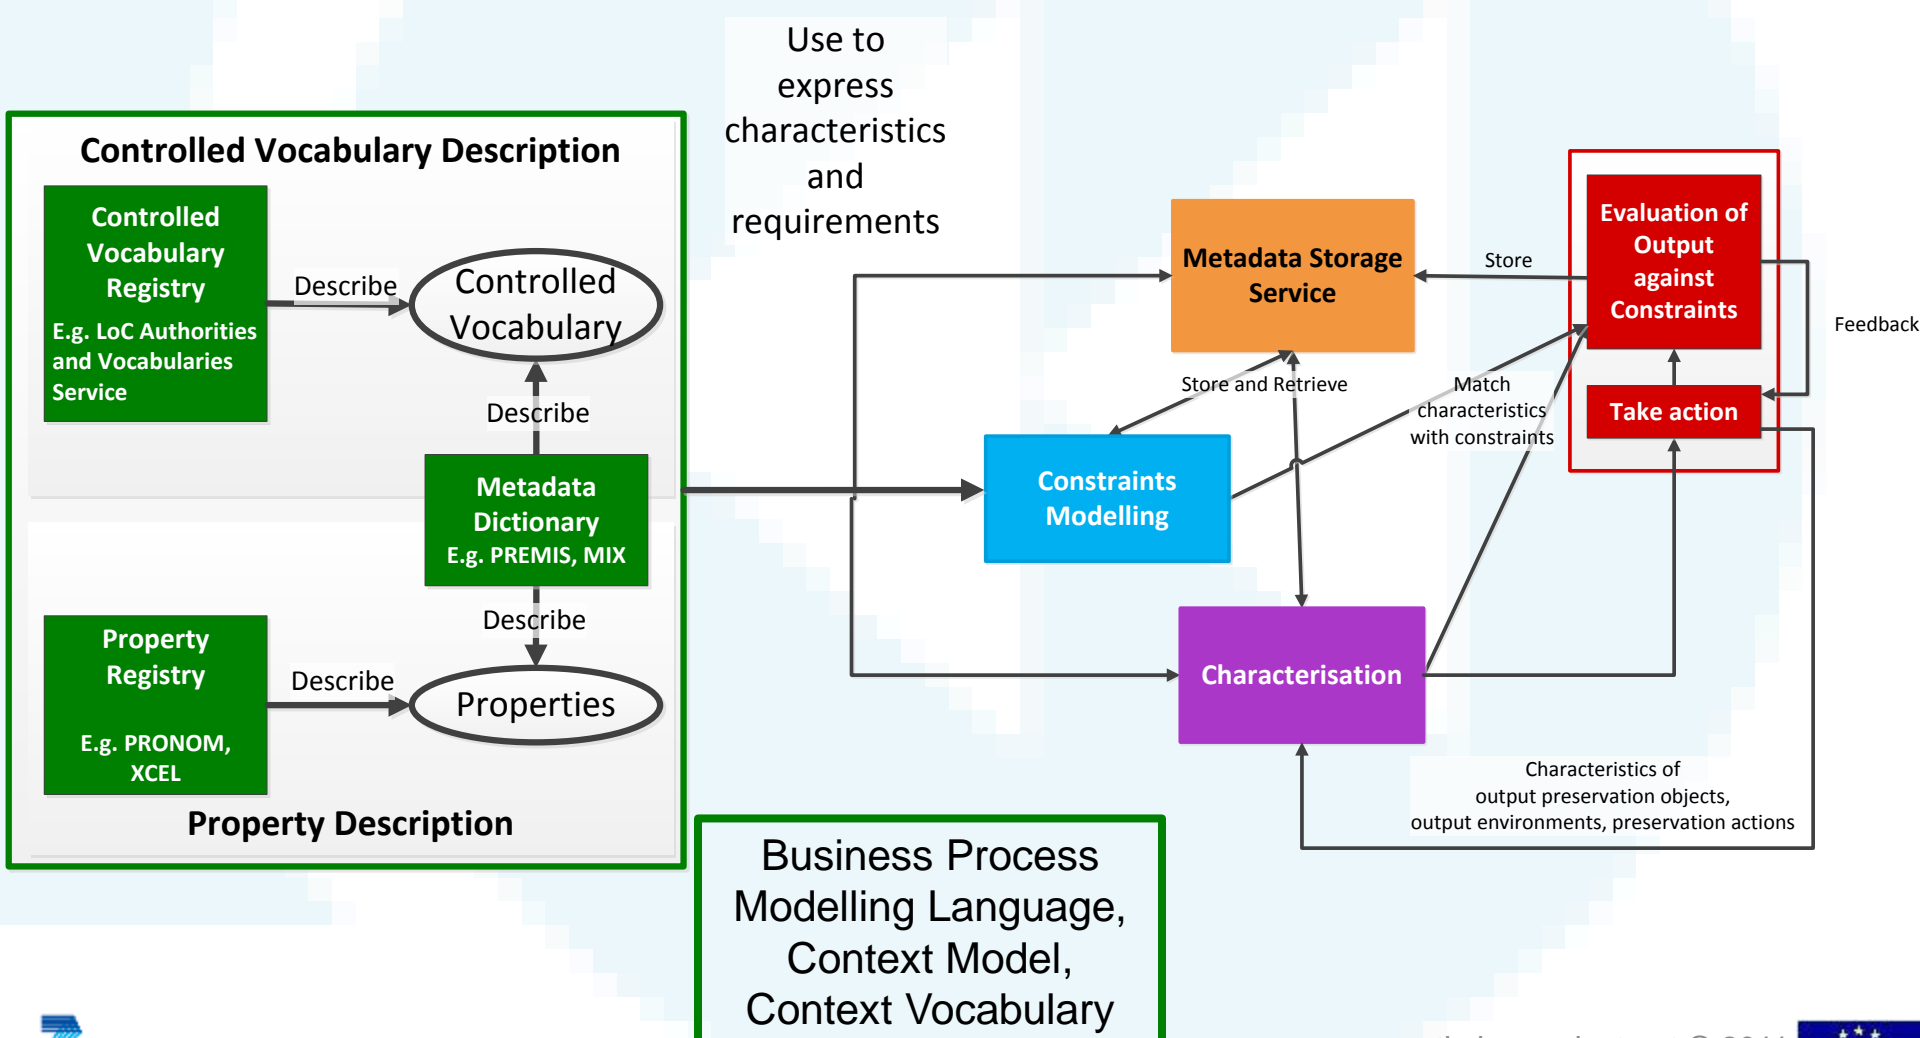 Use to
express
characteristics
and
requirements
Controlled Vocabulary Description
Controlled
Vocabulary
Registry
E.g. LoC Authorities
and Vocabularies
Service
Describe
Controlled
Vocabulary
Describe
Metadata
Dictionary
E.g. PREMIS, MIX
Describe
Property
Registry
E.g. PRONOM,
XCEL
Describe
Properties
Property Description
Metadata Storage
Service
Store
Evaluation of
Output
against
Constraints
Feedback
Take action
Store and Retrieve
Match
characteristics
with constraints
Constraints
Modelling
Characterisation
Characteristics of
output preservation objects,
output environments, preservation actions
Business Process
Modelling Language,
Context Model,
Context Vocabulary